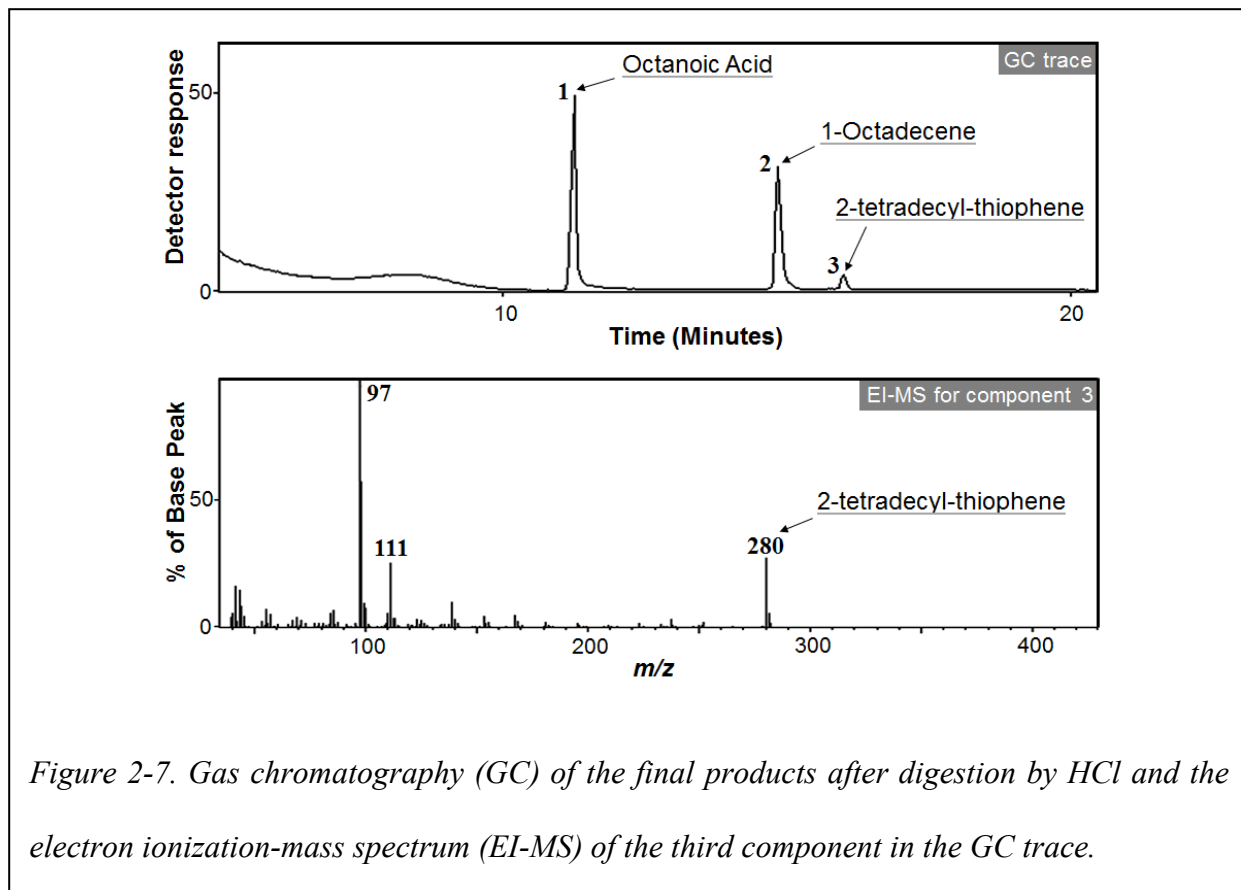 GC trace
Detector response
50
0
1
Octanoic Acid
2
1-Octadecene
2-tetradecyl-thiophene
3
10
20
Time (Minutes)
EI-MS for component 3
% of Base Peak
50
0
97
111
2-tetradecyl-thiophene
280
100
200
300
400
m/z
Figure 2-7. Gas chromatography (GC) of the final products after digestion by HCl and the
electron ionization-mass spectrum (EI-MS) of the third component in the GC trace.